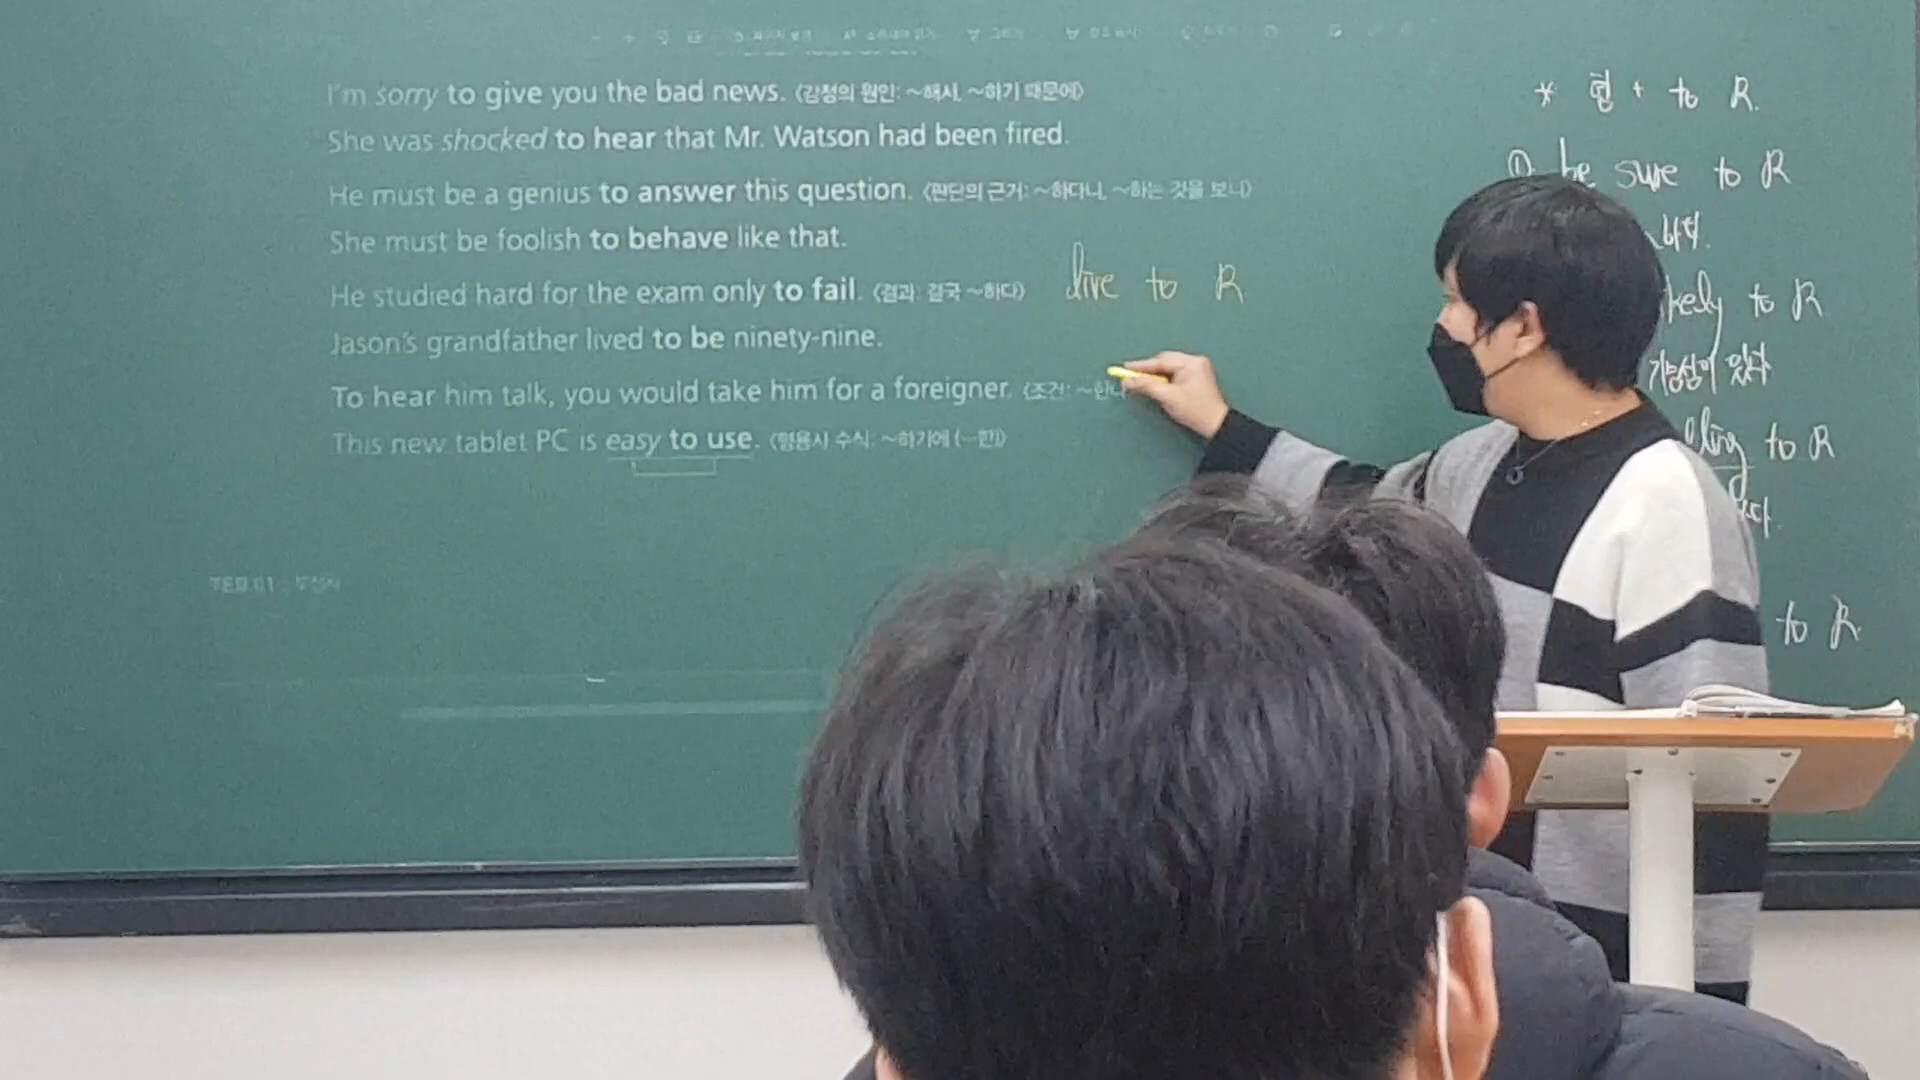 I'm sorry to give you the bad news. 〈감정의 원인: ~해서, ~하기 때문에〉
She was shocked to hear that Mr. Watson had been fired.
He must be a genius to answer this question. 〈판단의 근거: ~하다니, ~하는 것을 보니〉
She must be foolish to behave like that.
He studied hard for the exam only to fail. 〈결과: 결국 ~하다〉
live to R
Jason's grandfather lived to be ninety-nine.
To hear him talk, you would take him for a foreigner. 〈조건: ~한다
This new tablet PC is easy to use. 〈형용사 수식: ~하기에 (…한)〉
* 형 + to R.
① be sure to R
kely to R
가능성이 있다
lling to R
to R.